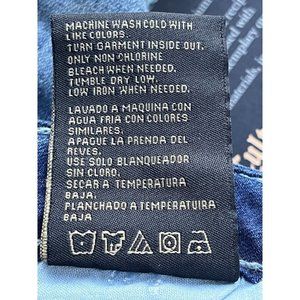 MACHINE WASH COLD WITH
LIKE COLORS.
TURN GARMENT INSIDE OUT.
ONLY NON CHLORINE
BLEACH WHEN NEEDED.
TUMBLE DRY LOW.
LOW IRON WHEN NEEDED.
LAVADO A MAQUINA CON
AGUA FRIA CON COLORES
SIMILARES.
APAGUE LA PRENDA DEL
REVES.
USE SOLO BLANQUEADOR
SIN CLORO.
SECAR A TEMPERATURA
BAJA.
PLANCHADO A TEMPERATURA
BAJA